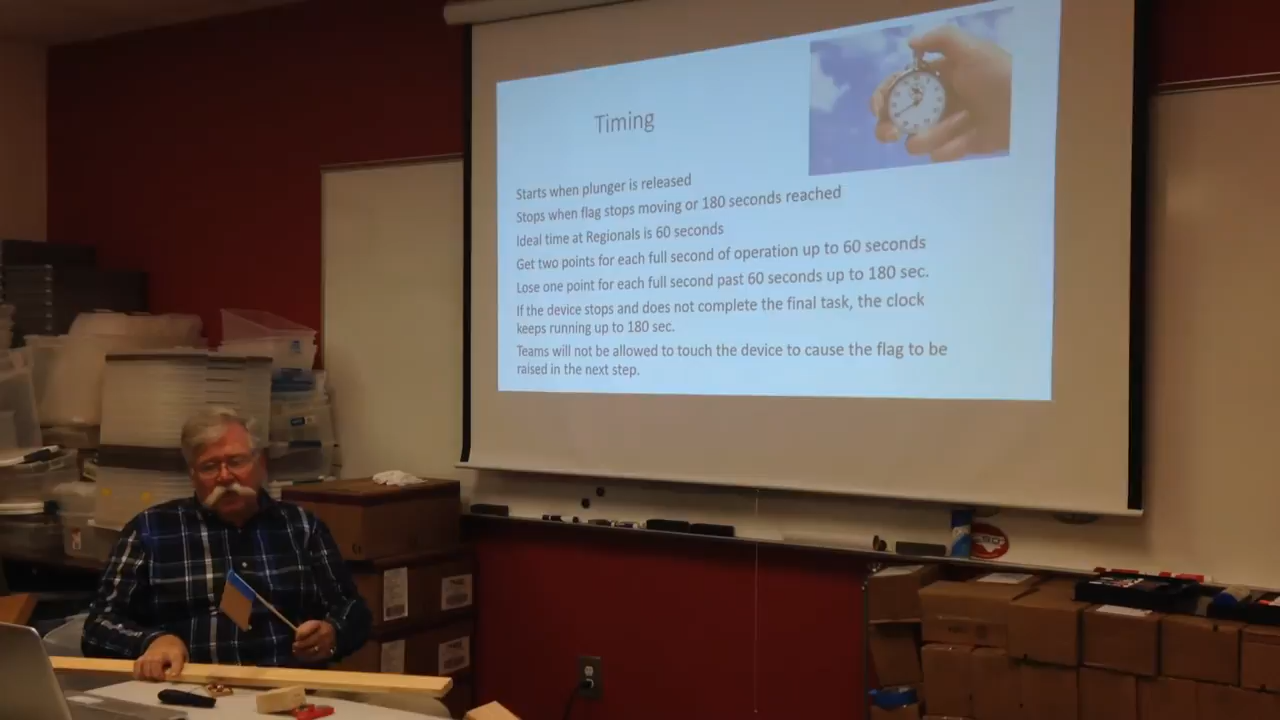 Timing
Starts when plunger is released
Stops when flag stops moving or 180 seconds reached
Ideal time at Regionals is 60 seconds
Get two points for each full second of operation up to 60 seconds
Lose one point for each full second past 60 seconds up to 180 sec.
If the device stops and does not complete the final task, the clock
keeps running up to 180 sec.
Teams will not be allowed to touch the device to cause the flag to be
raised in the next step.